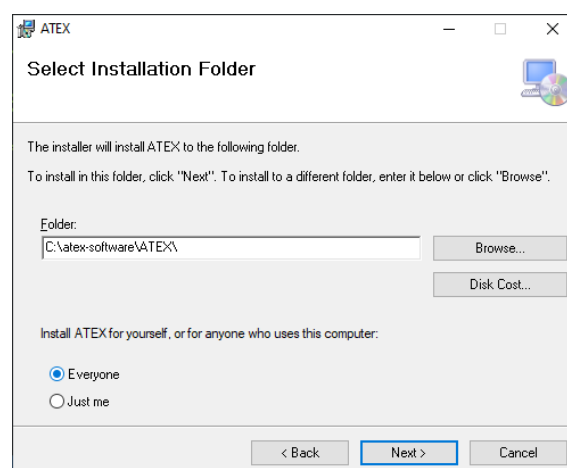 ATEX
Select Installation Folder
The installer will install ATEX to the following folder.
To install in this folder, click "Next". To install to a different folder, enter it below or click "Browse".
Folder:
C:\atex-software\ATEX\
Browse...
Disk Cost...
Install ATEX for yourself, or for anyone who uses this computer:
Everyone
Just me
< Back
Next >
Cancel